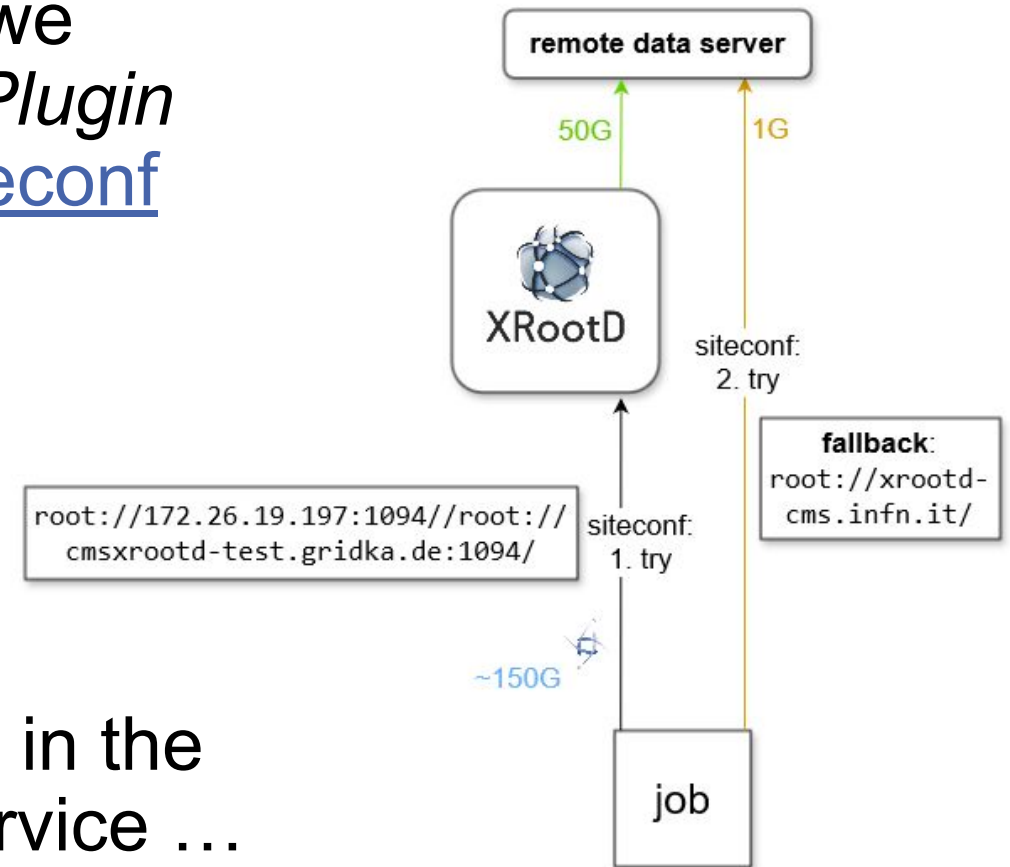 we
Plugin
econf
in the
rvice …
remote data server
50G
1G
XRootD
siteconf:
2. try
fallback:
root://xrootd-
cms.infn.it/
root://172.26.19.197:1094//root://
cmsxrootd-test.gridka.de:1094/
siteconf:
1. try
~150G
job